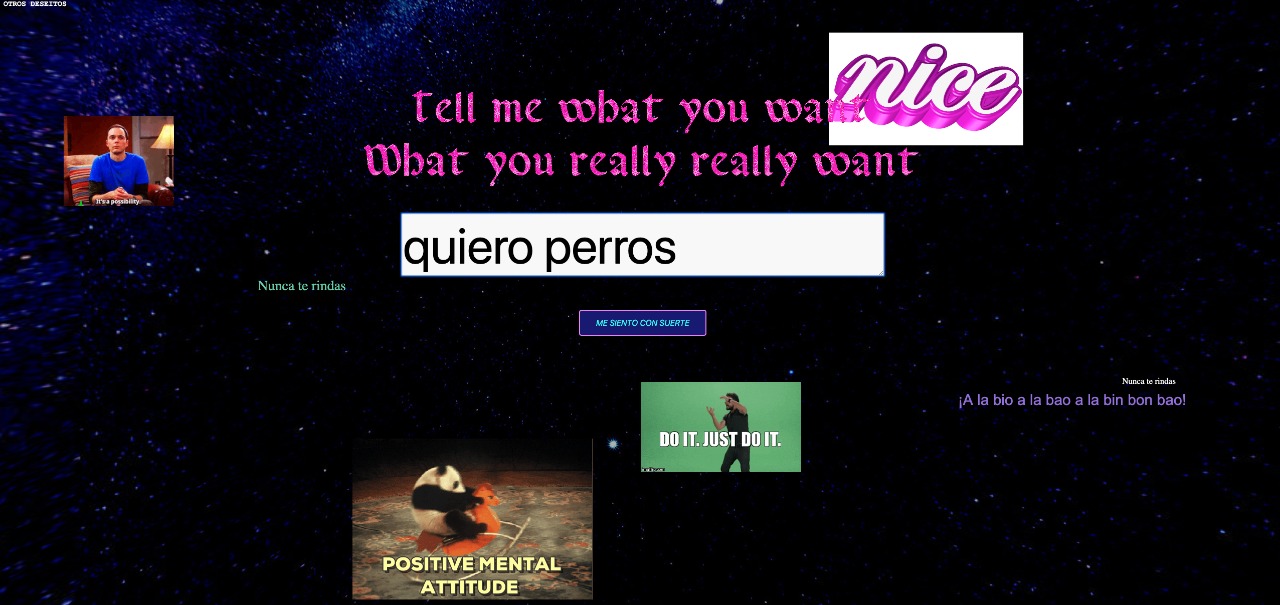 OTROS DESEITOS
nice
Tell me what you want
What you really really want
It's a possibility.
quiero perros
Nunca te rindas
ME SIENTO CON SUERTE
Nunca te rindas
¡A la bio a la bao a la bin bon bao!
DO IT. JUST DO IT.
POSITIVE MENTAL
ATTITUDE